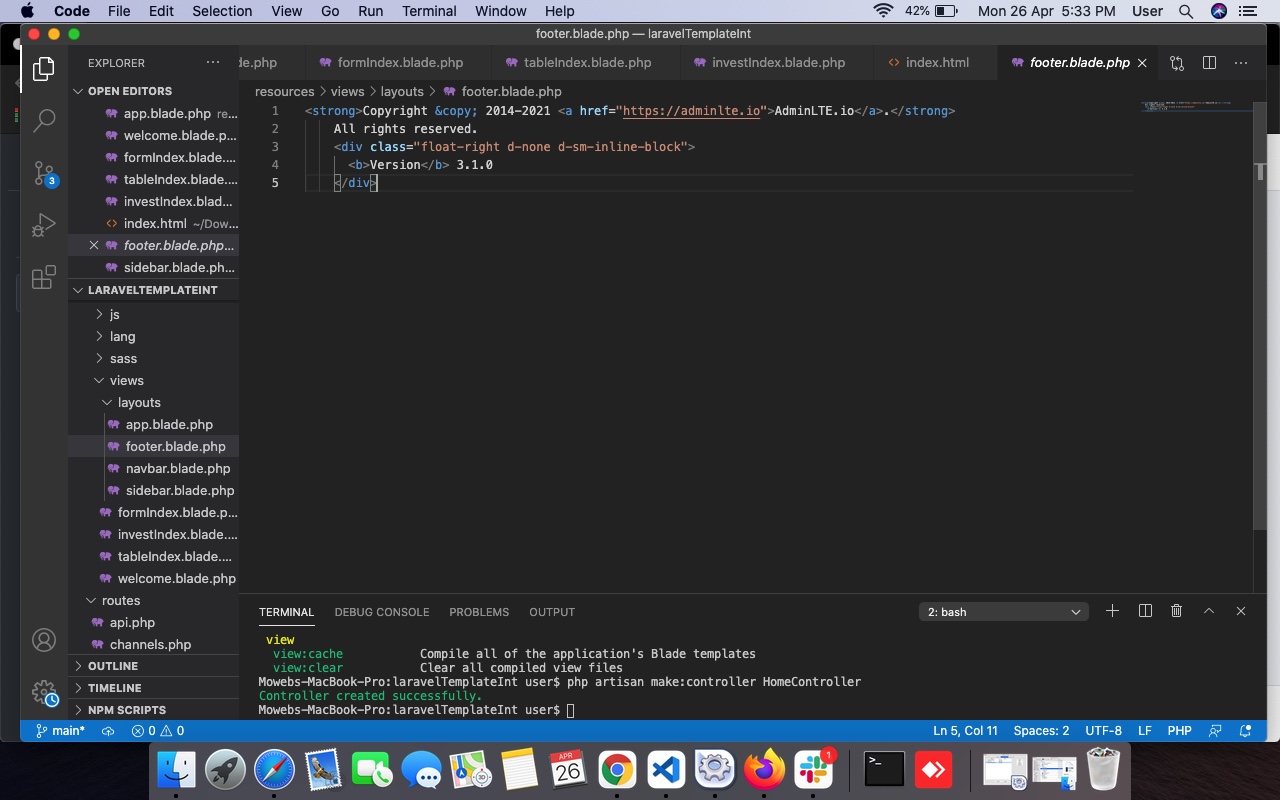 Code File Edit Selection View Go Run Terminal Window Help 42% Mon 26 Apr 5:33 PM User
footer.blade.php — laravelTemplateInt
EXPLORER ··· de.php formIndex.blade.php tableIndex.blade.php investIndex.blade.php <> index.html footer.blade.php
OPEN EDITORS
resources > views > layouts > footer.blade.php
app.blade.php re...
welcome.blade.p...
formIndex.blade....
tableIndex.blade....
investIndex.blad...
<> index.html ~/Dow...
footer.blade.php...
sidebar.blade.ph...
1 <strong>Copyright &copy; 2014-2021 <a href="https://adminlte.io">AdminLTE.io</a>.</strong>
2 All rights reserved.
3 <div class="float-right d-none d-sm-inline-block">
4 <b>Version</b> 3.1.0
5 </div>
3
LARAVELTEMPLATEINT
js
lang
sass
views
layouts
app.blade.php
footer.blade.php
navbar.blade.php
sidebar.blade.php
formIndex.blade.p...
investIndex.blade....
tableIndex.blade....
welcome.blade.php
routes
api.php
channels.php
OUTLINE
TIMELINE
NPM SCRIPTS
TERMINAL DEBUG CONSOLE PROBLEMS OUTPUT 2: bash
view
view:cache Compile all of the application's Blade templates
view:clear Clear all compiled view files
Mowebs-MacBook-Pro:laravelTemplateInt user$ php artisan make:controller HomeController
Controller created successfully.
Mowebs-MacBook-Pro:laravelTemplateInt user$
main* 0 0 Ln 5, Col 11 Spaces: 2 UTF-8 LF PHP
APR
26
1